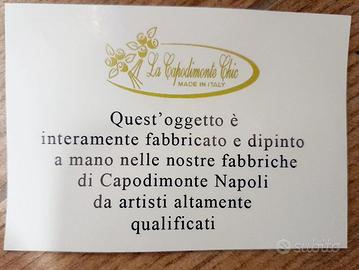 La Capodimonte Chic
MADE IN ITALY
Quest'oggetto è
interamente fabbricato e dipinto
a mano nelle nostre fabbriche
di Capodimonte Napoli
da artisti altamente
qualificati
subito